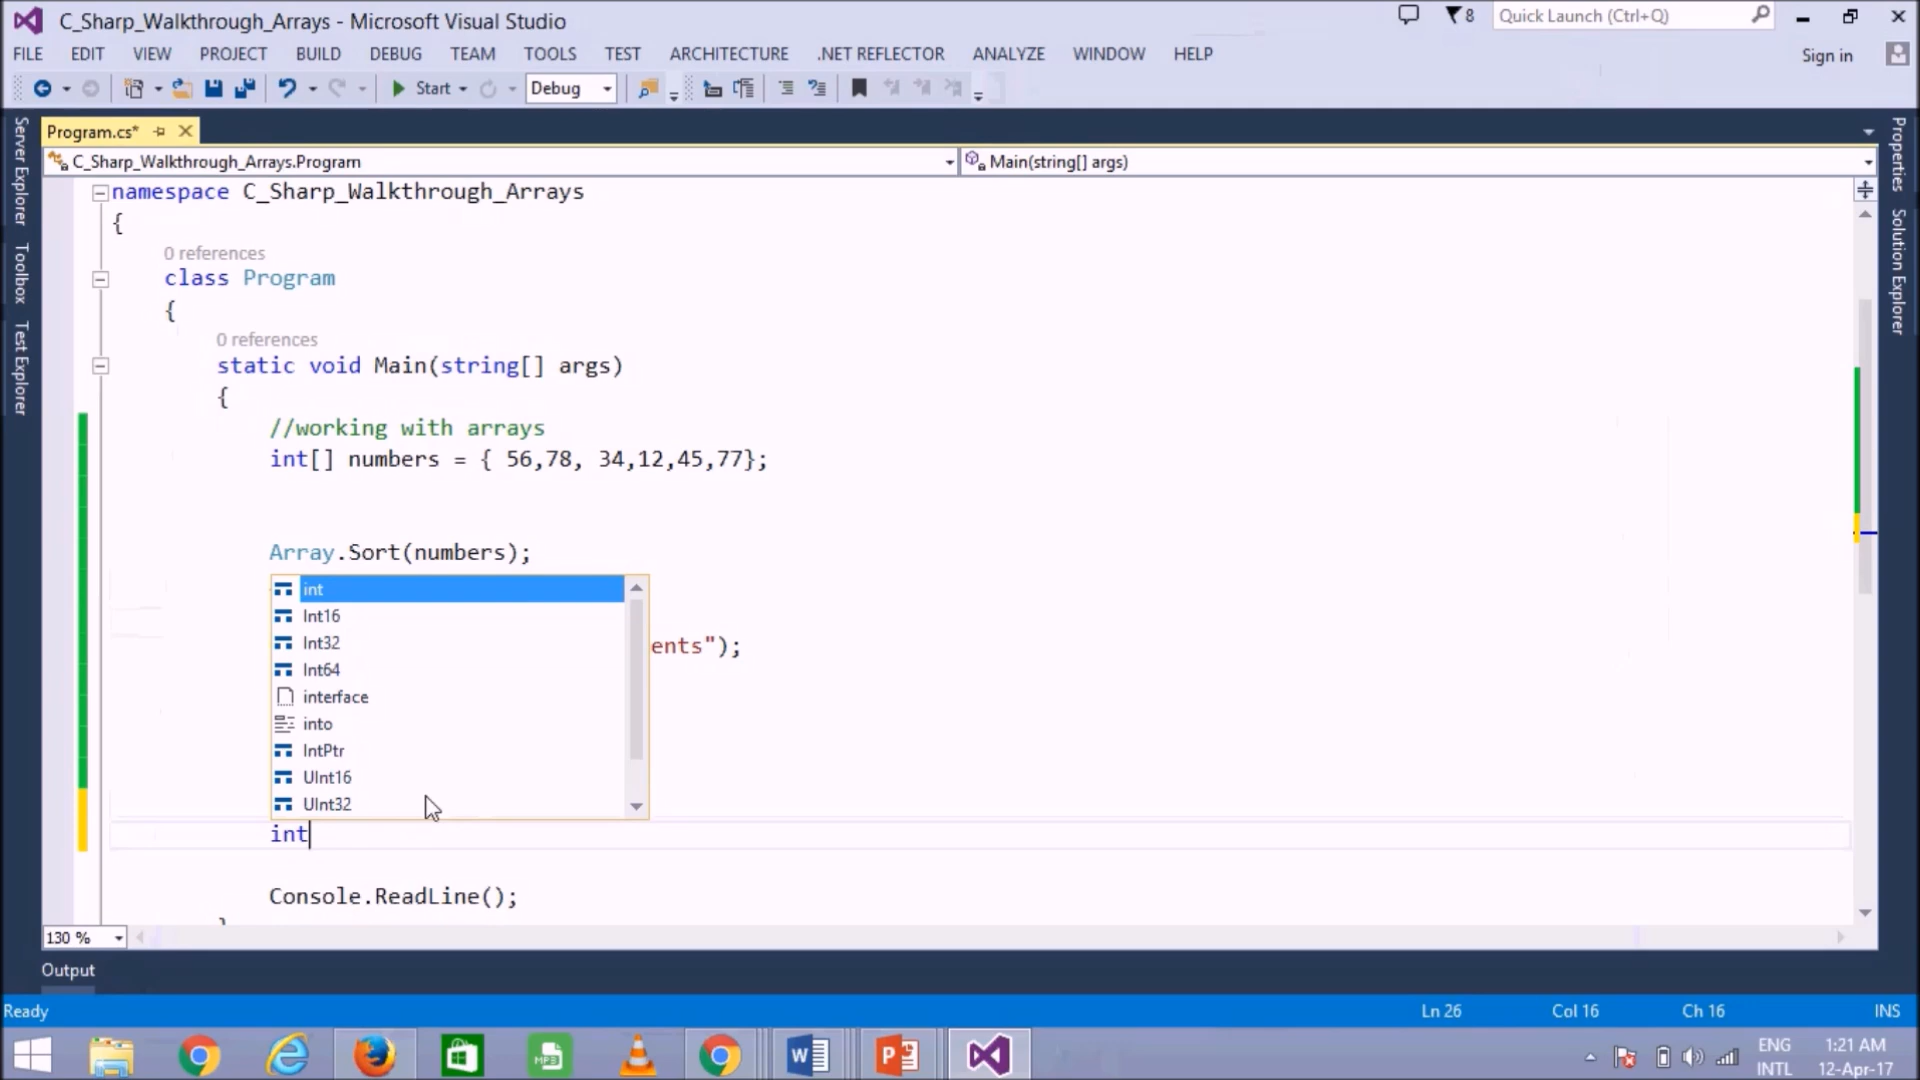 C_Sharp_Walkthrough_Arrays - Microsoft Visual Studio
8
Quick Launch (Ctrl+Q)
FILE EDIT VIEW PROJECT BUILD DEBUG TEAM TOOLS TEST ARCHITECTURE .NET REFLECTOR ANALYZE WINDOW HELP
Sign in
Start
Debug
Server Explorer
Toolbox
Test Explorer
Program.cs*
C_Sharp_Walkthrough_Arrays.Program
Main(string[] args)
Properties
Solution Explorer
namespace C_Sharp_Walkthrough_Arrays
{
0 references
class Program
{
0 references
static void Main(string[] args)
{
//working with arrays
int[] numbers = { 56,78, 34,12,45,77};
Array.Sort(numbers);
int
Int16
Int32
ents");
Int64
interface
into
IntPtr
UInt16
UInt32
int
Console.ReadLine();
130 %
Output
Ready
Ln 26
Col 16
Ch 16
INS
MP3
W
P
ENG
INTL
1:21 AM
12-Apr-17